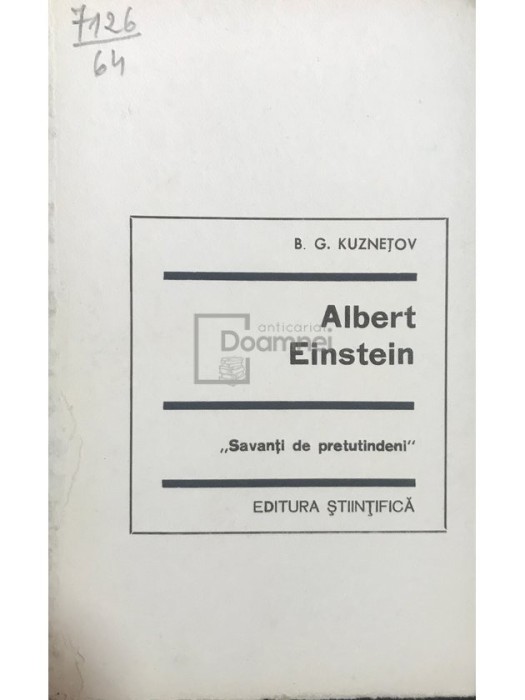 7126
64
B. G. KUZNEȚOV
Albert
Einstein
anticariat
Doamnei
„Savanți de pretutindeni"
EDITURA ȘTIINȚIFICĂ